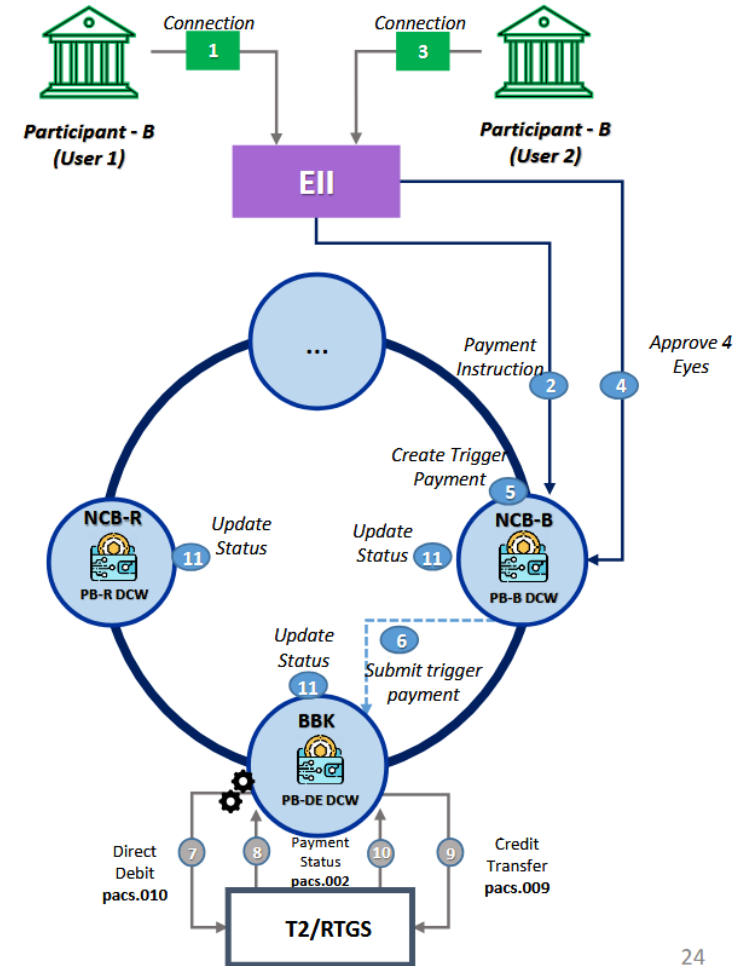 Connection
1
Connection
3
Participant - B
(User 1)
Participant - B
(User 2)
EII
...
Payment
Instruction
2
4
Approve 4
Eyes
Create Trigger
Payment
5
NCB-R
PB-R DCW
Update
Status
11
Update
Status
11
NCB-B
PB-B DCW
6
Submit trigger
payment
Update
Status
11
BBK
PB-DE DCW
Direct
Debit
pacs.010
7
8
Payment
Status
pacs.002
10
9
Credit
Transfer
pacs.009
T2/RTGS
24